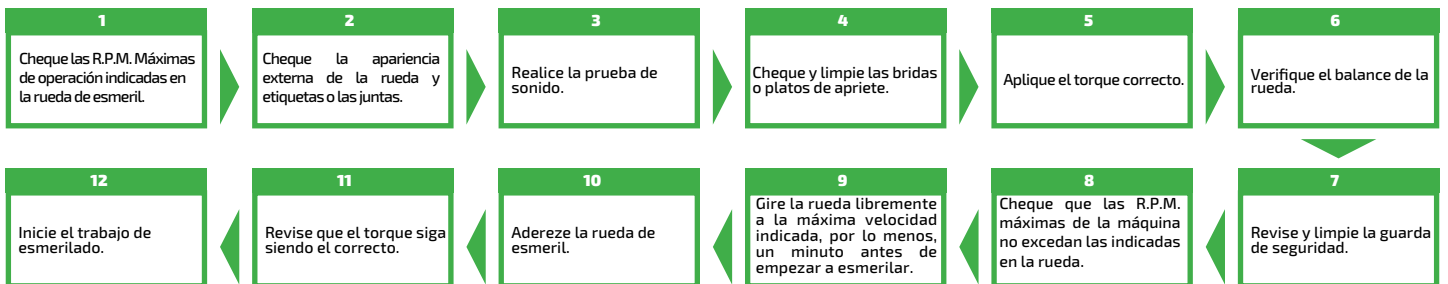 1
Cheque las R.P.M. Máximas
de operación indicadas en
la rueda de esmeril.
2
Cheque la apariencia
externa de la rueda y
etiquetas o las juntas.
3
Realice la prueba de
sonido.
4
Cheque y limpie las bridas
o platos de apriete.
5
Aplique el torque correcto.
6
Verifique el balance de la
rueda.
7
Revise y limpie la guarda
de seguridad.
8
Cheque que las R.P.M.
máximas de la máquina
no excedan las indicadas
en la rueda.
9
Gire la rueda libremente
a la máxima velocidad
indicada, por lo menos,
un minuto antes de
empezar a esmerilar.
10
Adereze la rueda de
esmeril.
11
Revise que el torque siga
siendo el correcto.
12
Inicie el trabajo de
esmerilado.